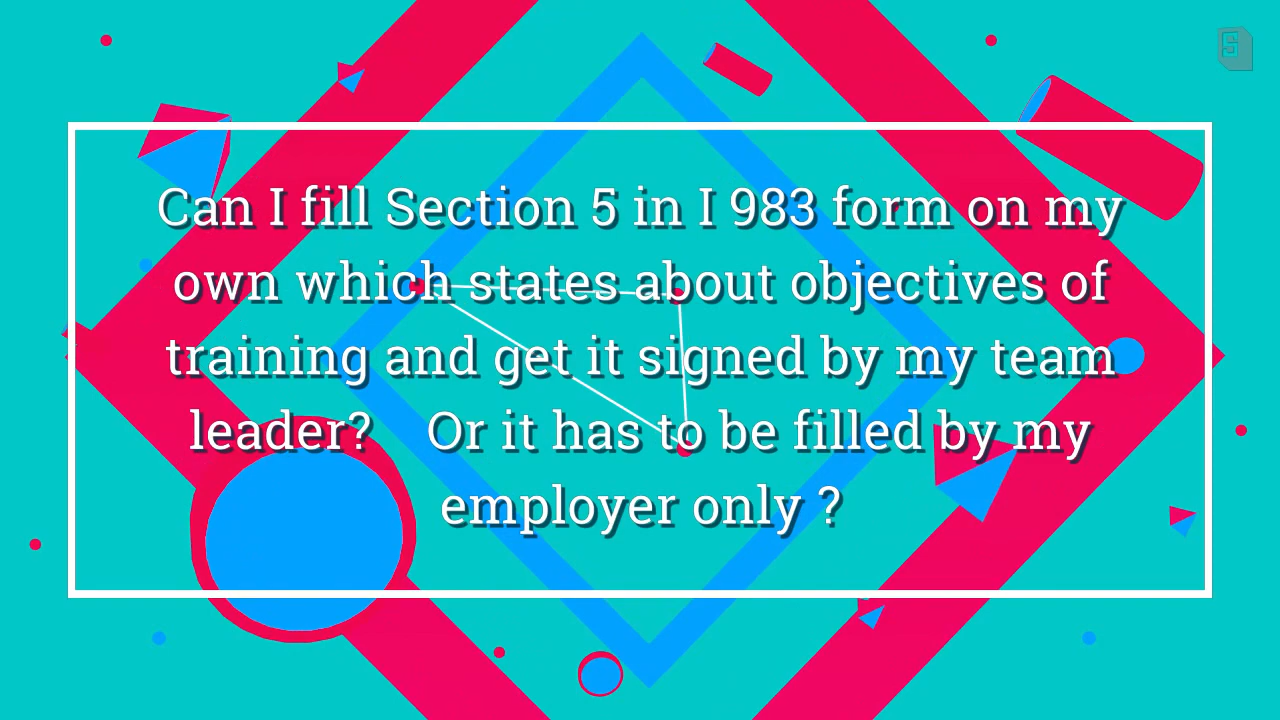 Can I fill Section 5 in I 983 form on my
own which states about objectives of
training and get it signed by my team
leader? Or it has to be filled by my
employer only ?